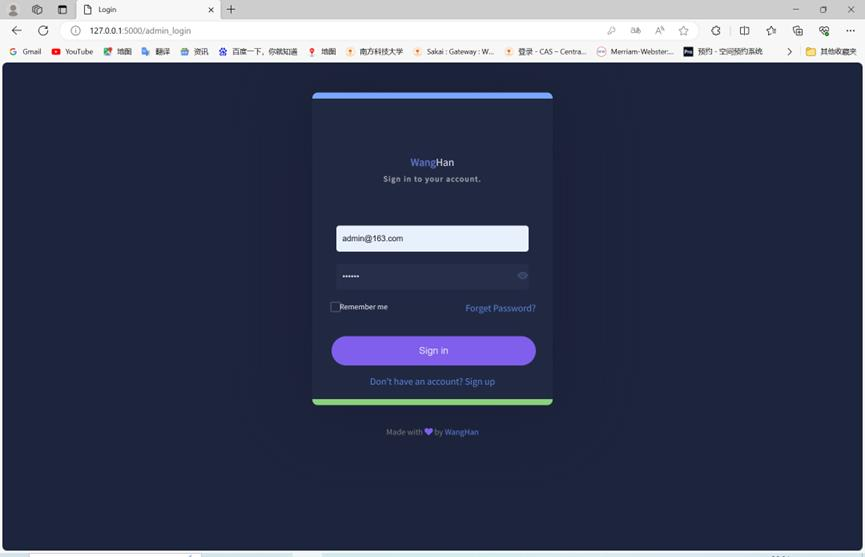 Login
127.0.0.1:5000/admin_login
Gmail YouTube 地图 翻译 资讯 百度一下，你就知道 地图 南方科技大学 Sakai : Gateway : W... 登录 - CAS – Centra... Merriam-Webster:... 预约 - 空间预约系统 其他收藏夹
WangHan
Sign in to your account.
admin@163.com
••••••
Remember me Forget Password?
Sign in
Don't have an account? Sign up
Made with by WangHan